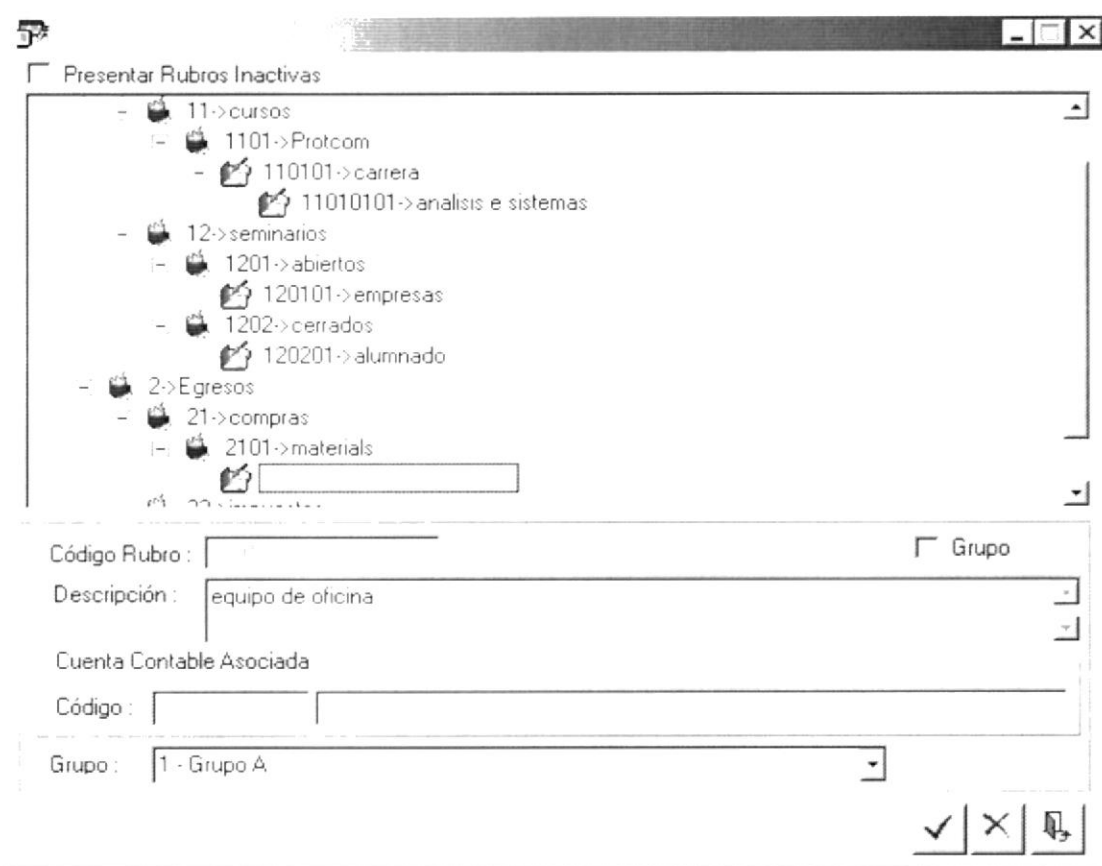 Presentar Rubros Inactivas
11->cursos
1101->Protcom
110101->carrera
11010101->analisis e sistemas
12->seminarios
1201->abiertos
120101->empresas
1202->cerrados
120201->alumnado
2->Egresos
21->compras
2101->materials
Código Rubro :
Grupo
Descripción :
equipo de oficina
Cuenta Contable Asociada
Código :
Grupo :
1 - Grupo A